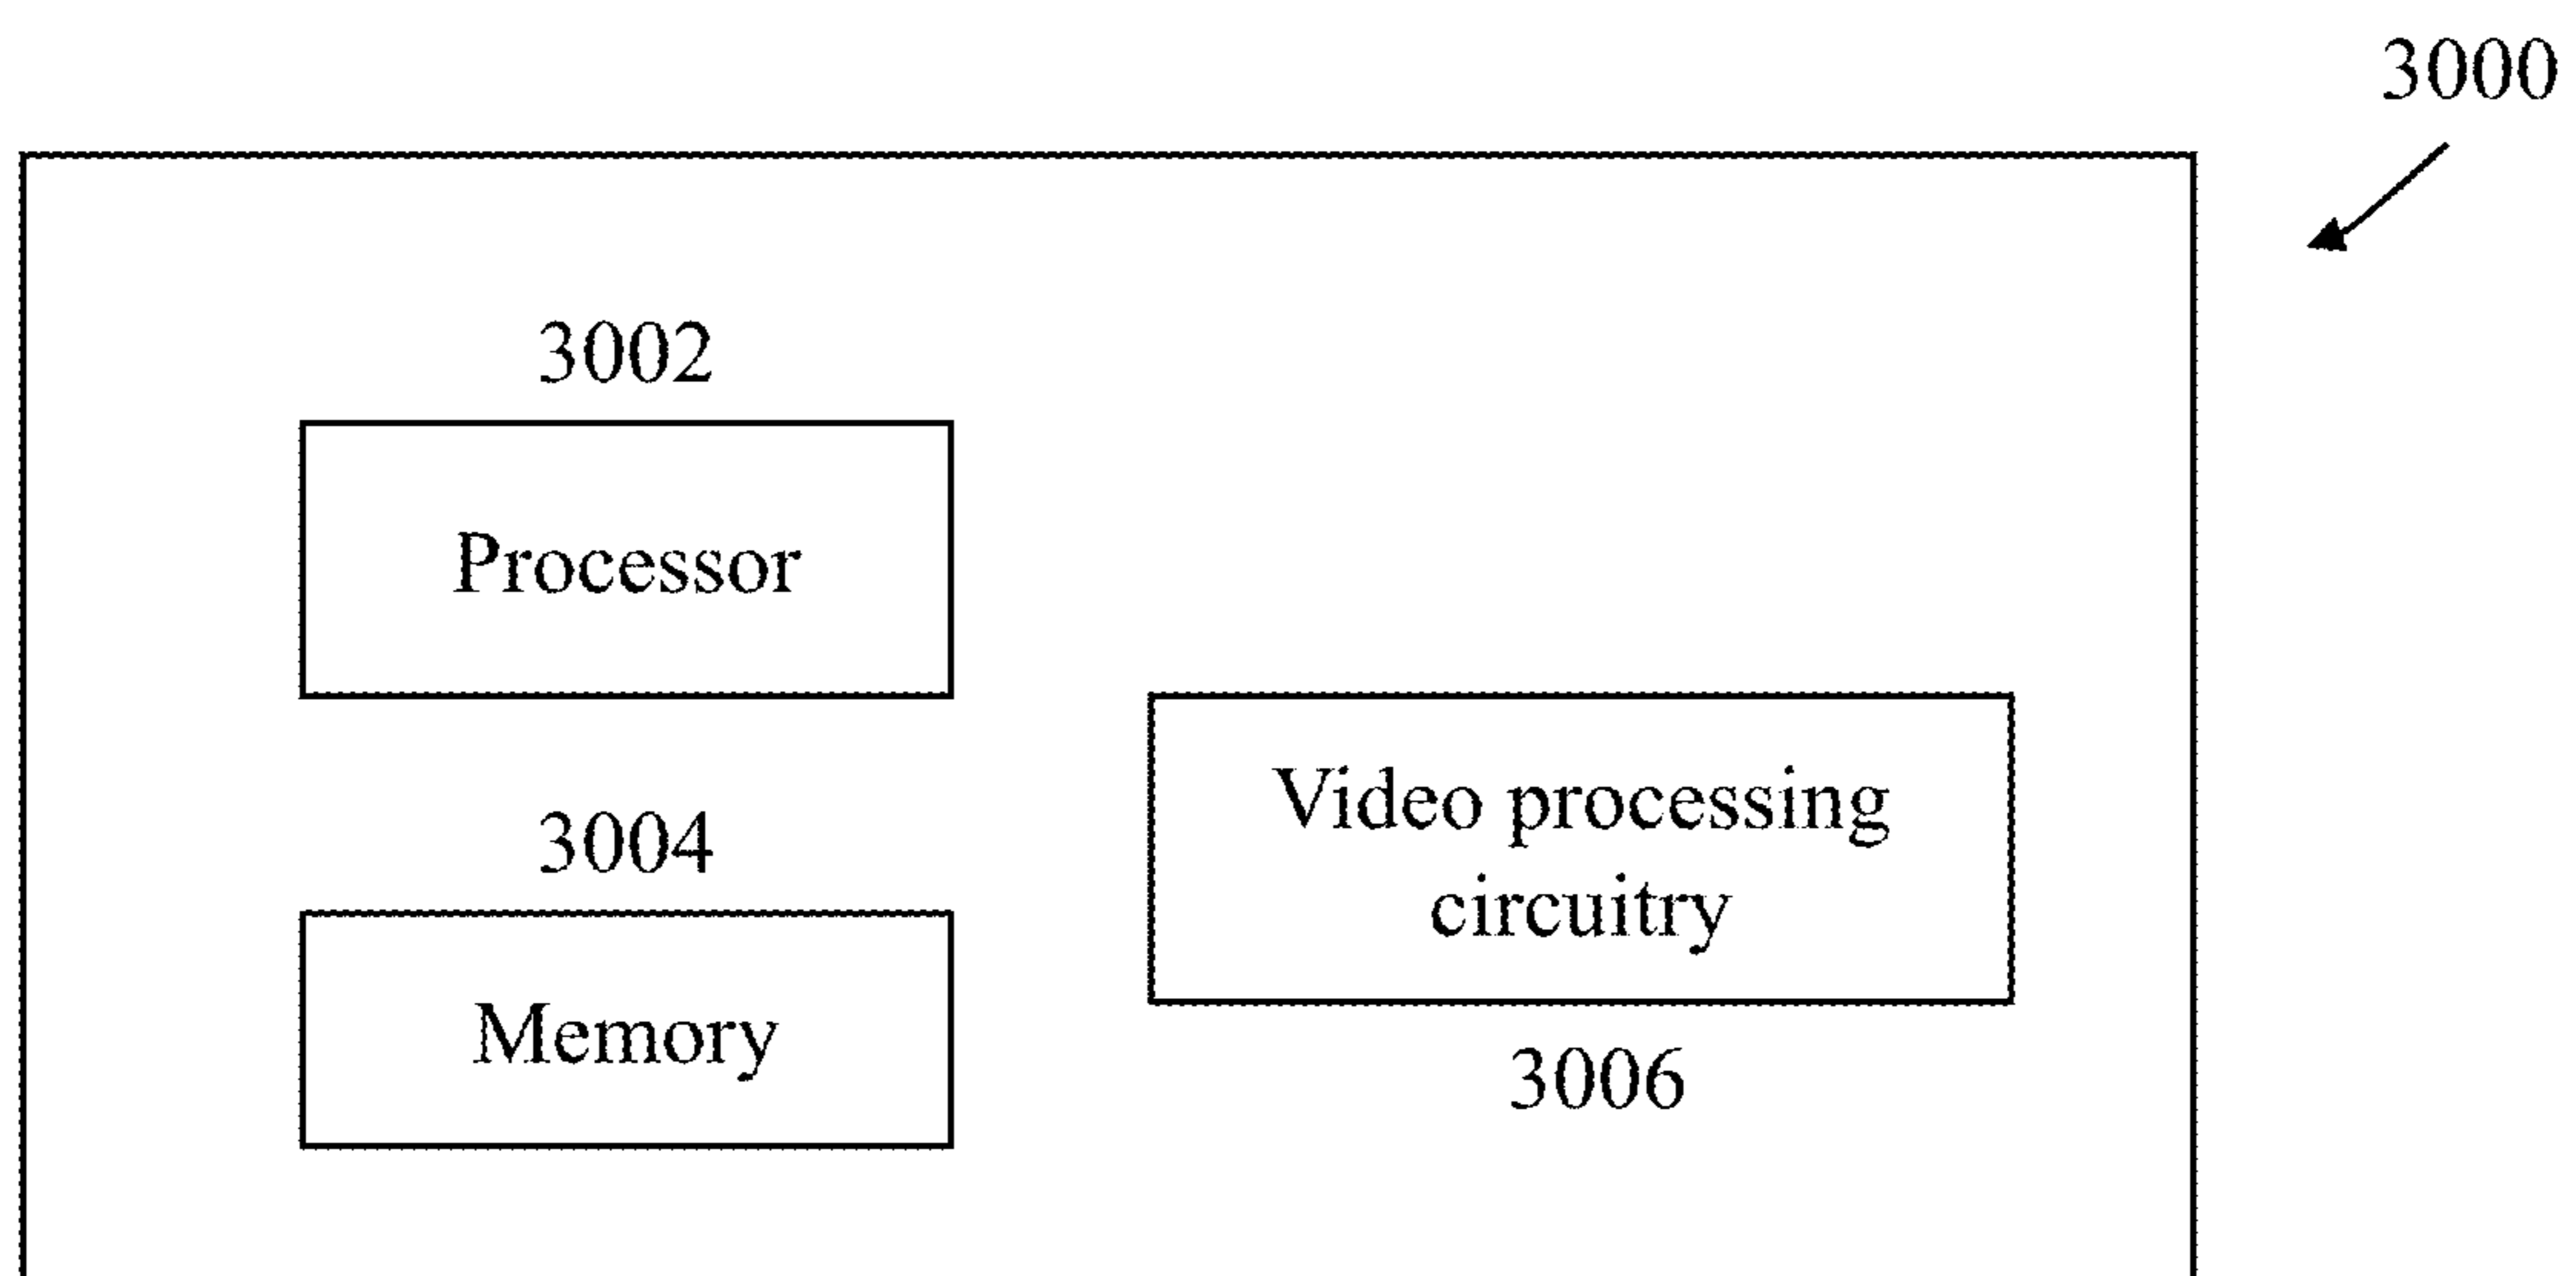 3000
3002
Processor
3004
Memory
Video processing
circuitry
3006